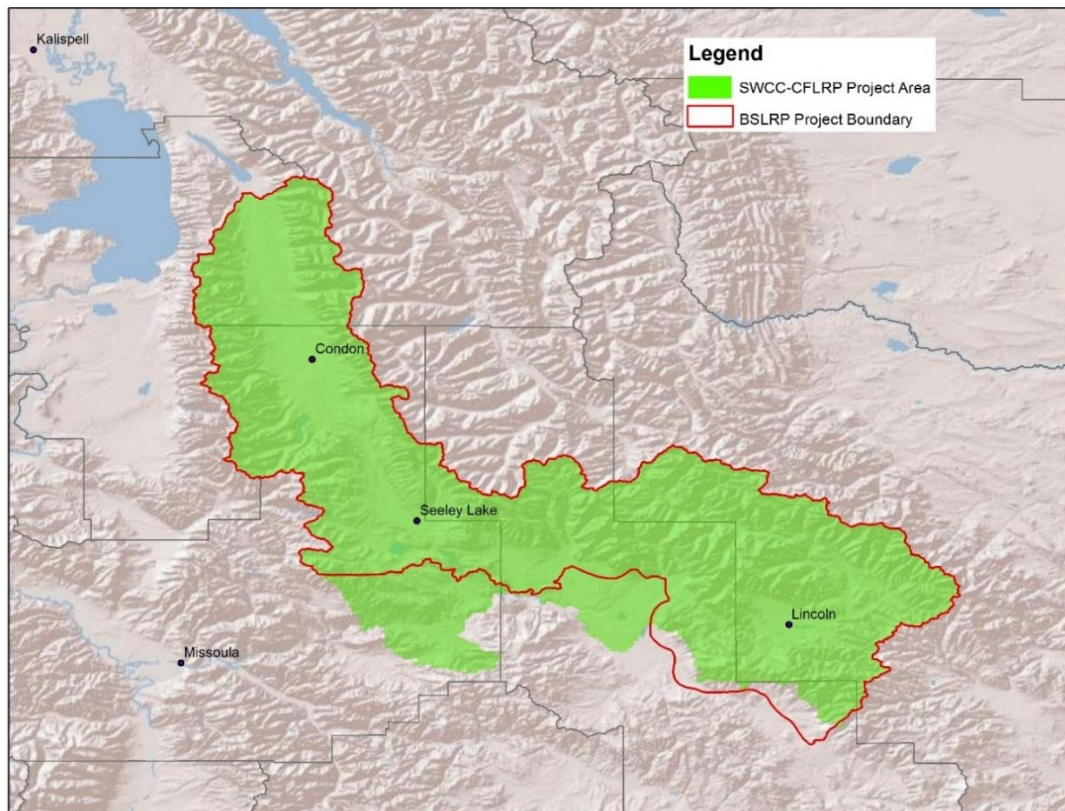 Kalispell
Legend
SWCC-CFLRP Project Area
BSLRP Project Boundary
Condon
Seeley Lake
Lincoln
Missoula